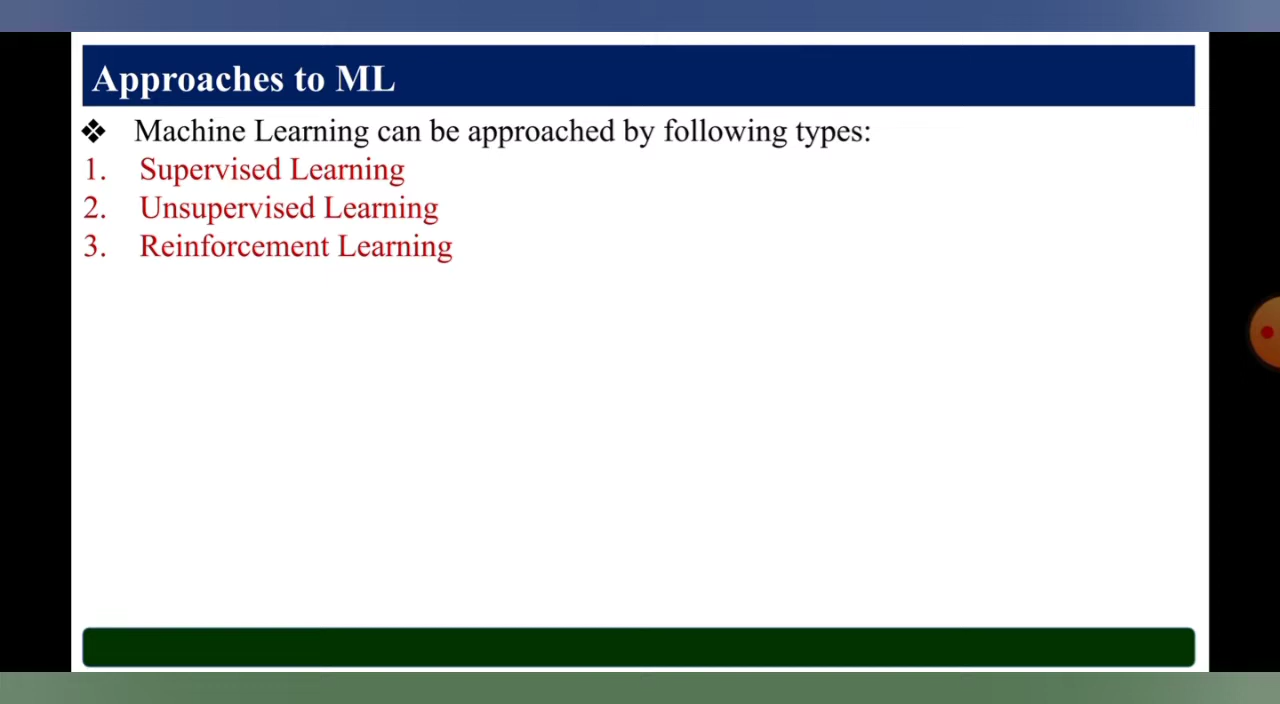 Approaches to ML
❖ Machine Learning can be approached by following types:
1. Supervised Learning
2. Unsupervised Learning
3. Reinforcement Learning